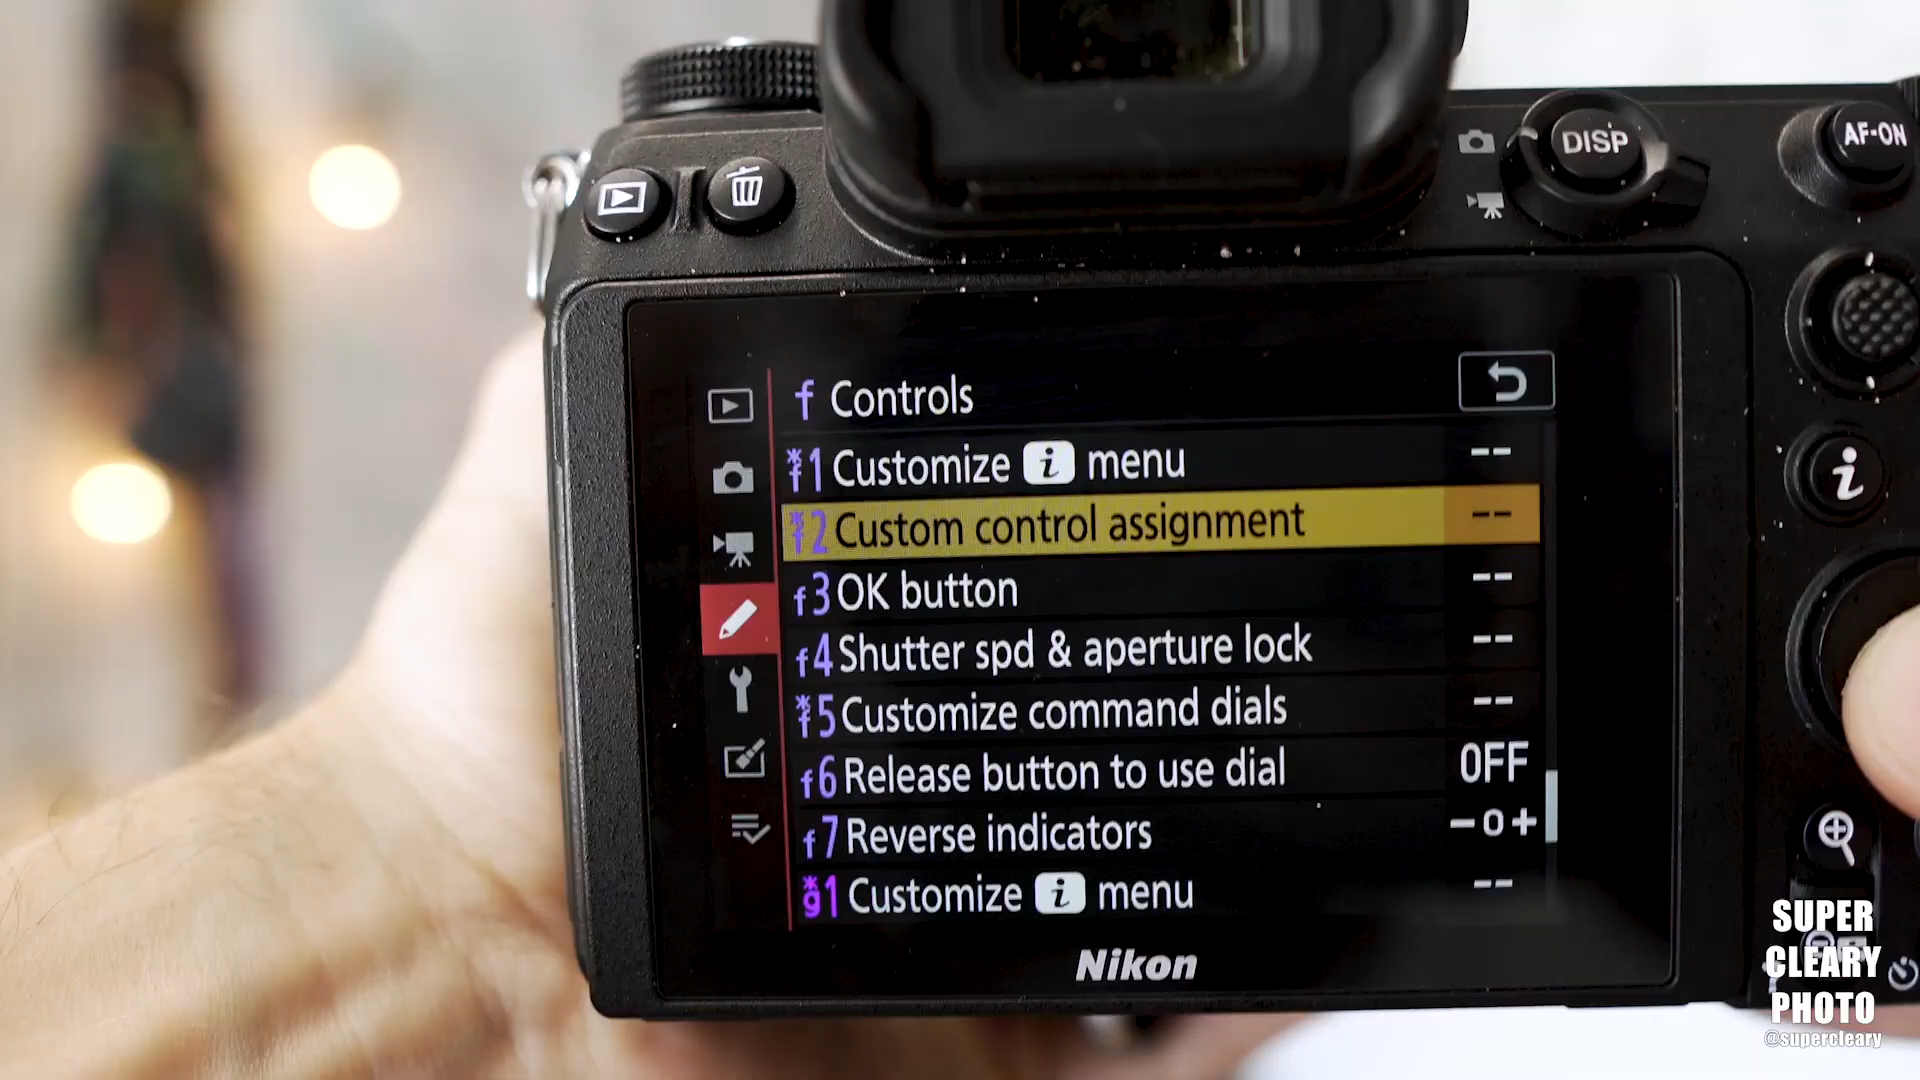 DISP
AF-ON
f Controls
*f1 Customize i menu --
*f2 Custom control assignment --
f3 OK button --
f4 Shutter spd & aperture lock --
*f5 Customize command dials --
f6 Release button to use dial OFF
f7 Reverse indicators -0+
*g1 Customize i menu --
i
Nikon
SUPER
CLEARY
PHOTO
@supercleary